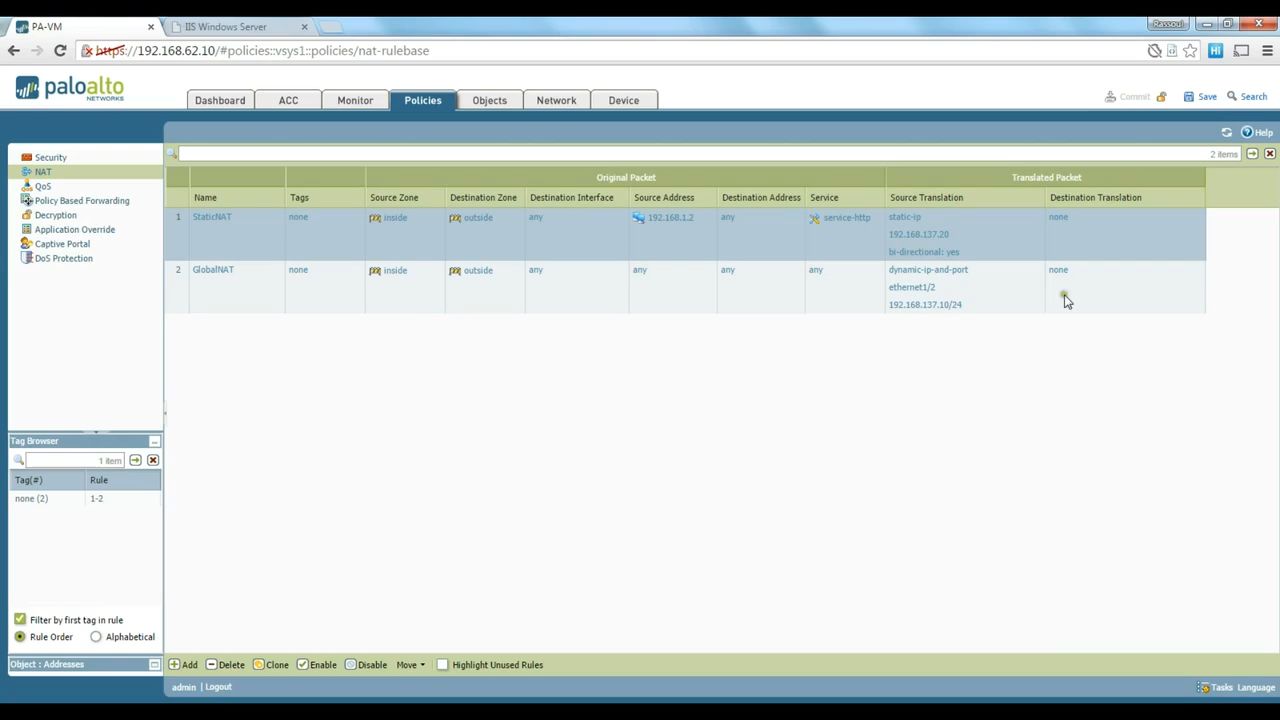 PA-VM
IIS Windows Server
Rassoul
https://192.168.62.10/#policies::vsys1::policies/nat-rulebase
Hi
paloalto
NETWORKS
Dashboard ACC Monitor Policies Objects Network Device
Commit Save Search
Help
Security
NAT
QoS
Policy Based Forwarding
Decryption
Application Override
Captive Portal
DoS Protection
2 items
Original Packet Translated Packet
Name Tags Source Zone Destination Zone Destination Interface Source Address Destination Address Service Source Translation Destination Translation
1 StaticNAT none inside outside any 192.168.1.2 any service-http static-ip none
192.168.137.20
bi-directional: yes
2 GlobalNAT none inside outside any any any any dynamic-ip-and-port none
ethernet1/2
192.168.137.10/24
Tag Browser
1 item
Tag(#) Rule
none (2) 1-2
Filter by first tag in rule
Rule Order Alphabetical
Object : Addresses
Add Delete Clone Enable Disable Move Highlight Unused Rules
admin | Logout
Tasks Language